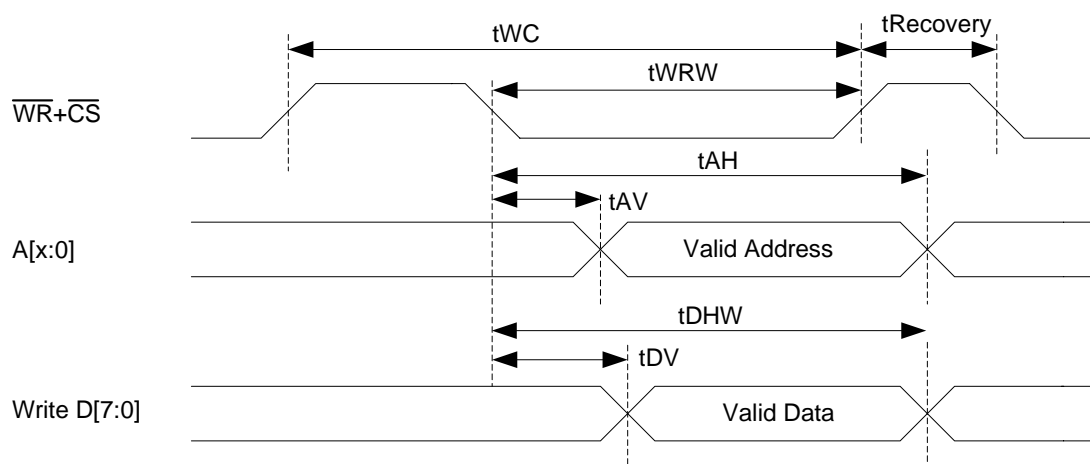 tWC
tRecovery
tWRW
WR+CS
tAH
tAV
A[x:0]
Valid Address
tDHW
tDV
Write D[7:0]
Valid Data